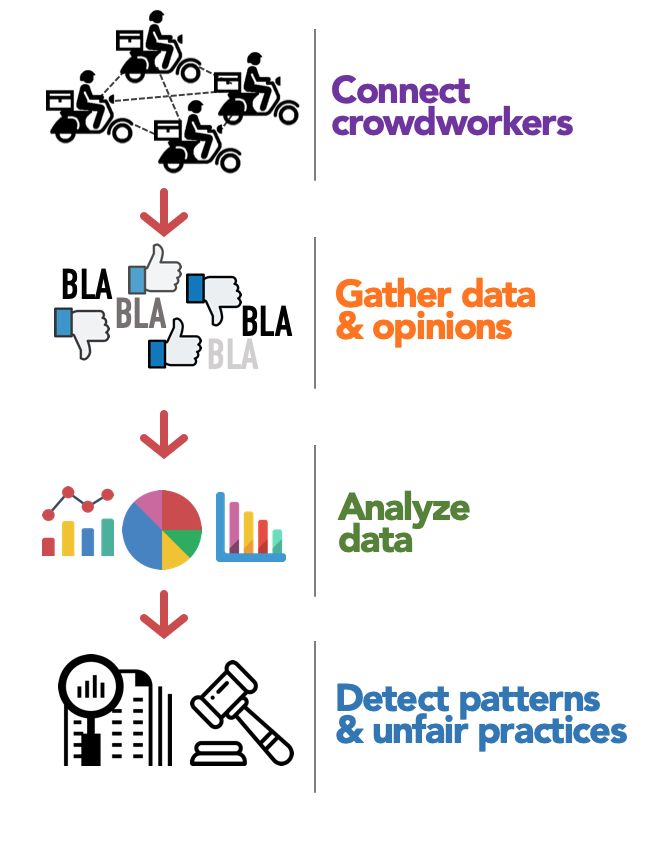 Connect
crowdworkers
BLA
BLA
BLA
BLA
Gather data
& opinions
Analyze
data
Detect patterns
& unfair practices